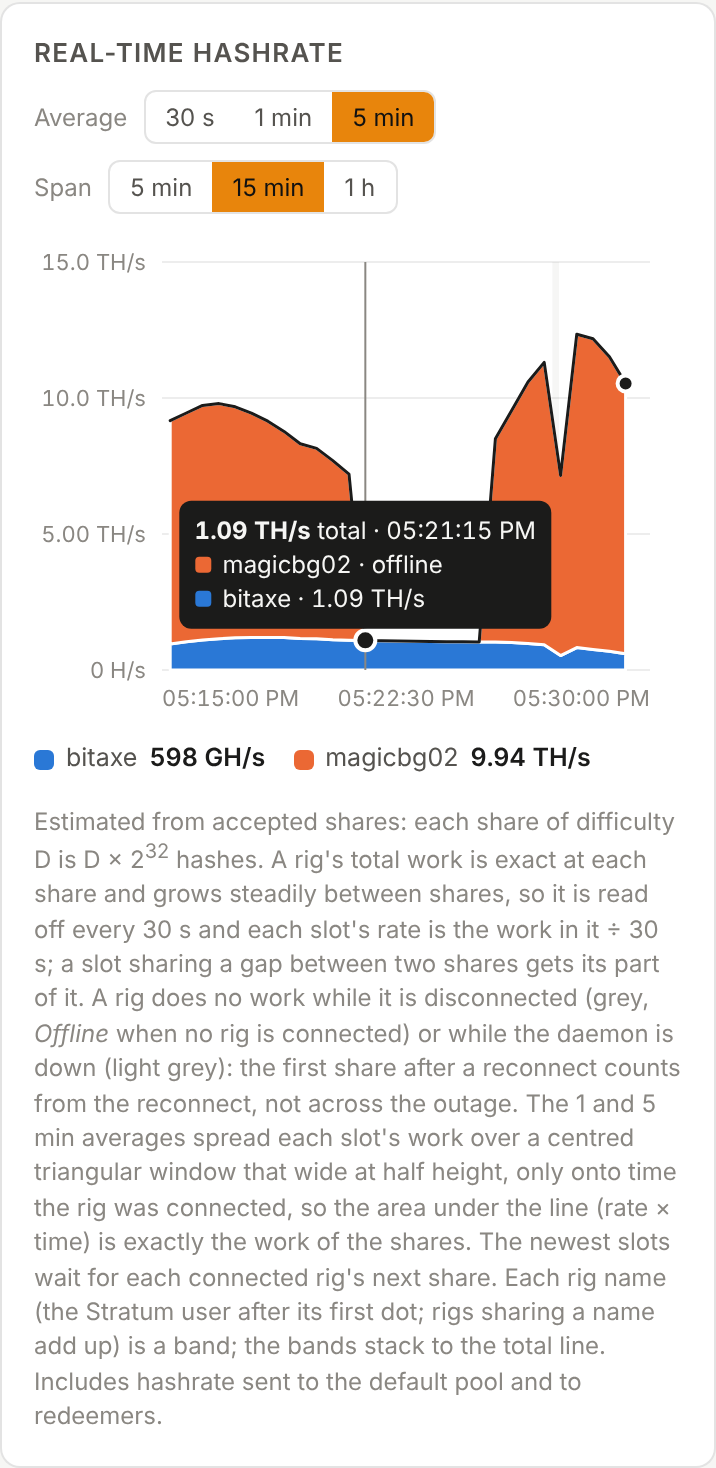 REAL-TIME HASHRATE
Average 30 s 1 min 5 min
Span 5 min 15 min 1 h
15.0 TH/s
10.0 TH/s
5.00 TH/s
0 H/s
1.09 TH/s total · 05:21:15 PM
magicbg02 · offline
bitaxe · 1.09 TH/s
05:15:00 PM 05:22:30 PM 05:30:00 PM
bitaxe 598 GH/s magicbg02 9.94 TH/s
Estimated from accepted shares: each share of difficulty
D is D × 2³² hashes. A rig's total work is exact at each
share and grows steadily between shares, so it is read
off every 30 s and each slot's rate is the work in it ÷ 30
s; a slot sharing a gap between two shares gets its part
of it. A rig does no work while it is disconnected (grey,
Offline when no rig is connected) or while the daemon is
down (light grey): the first share after a reconnect counts
from the reconnect, not across the outage. The 1 and 5
min averages spread each slot's work over a centred
triangular window that wide at half height, only onto time
the rig was connected, so the area under the line (rate ×
time) is exactly the work of the shares. The newest slots
wait for each connected rig's next share. Each rig name
(the Stratum user after its first dot; rigs sharing a name
add up) is a band; the bands stack to the total line.
Includes hashrate sent to the default pool and to
redeemers.